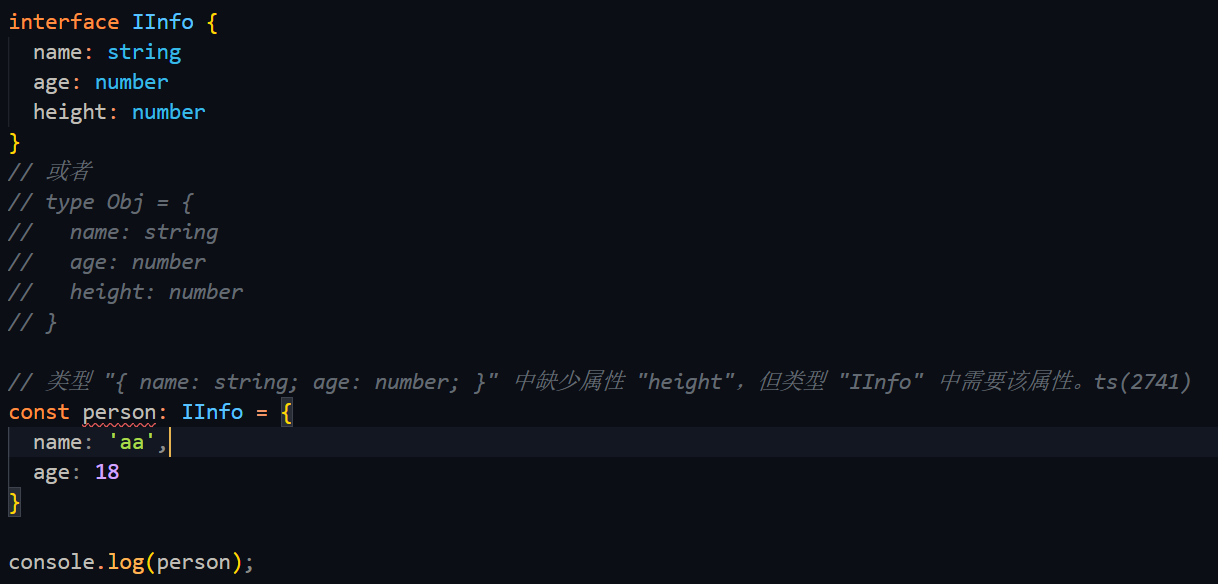 interface IInfo {
  name: string
  age: number
  height: number
}
// 或者
// type Obj = {
//   name: string
//   age: number
//   height: number
// }
// 类型 "{ name: string; age: number; }" 中缺少属性 "height"，但类型 "IInfo" 中需要该属性。ts(2741)
const person: IInfo = {
  name: 'aa',
  age: 18
}
console.log(person);